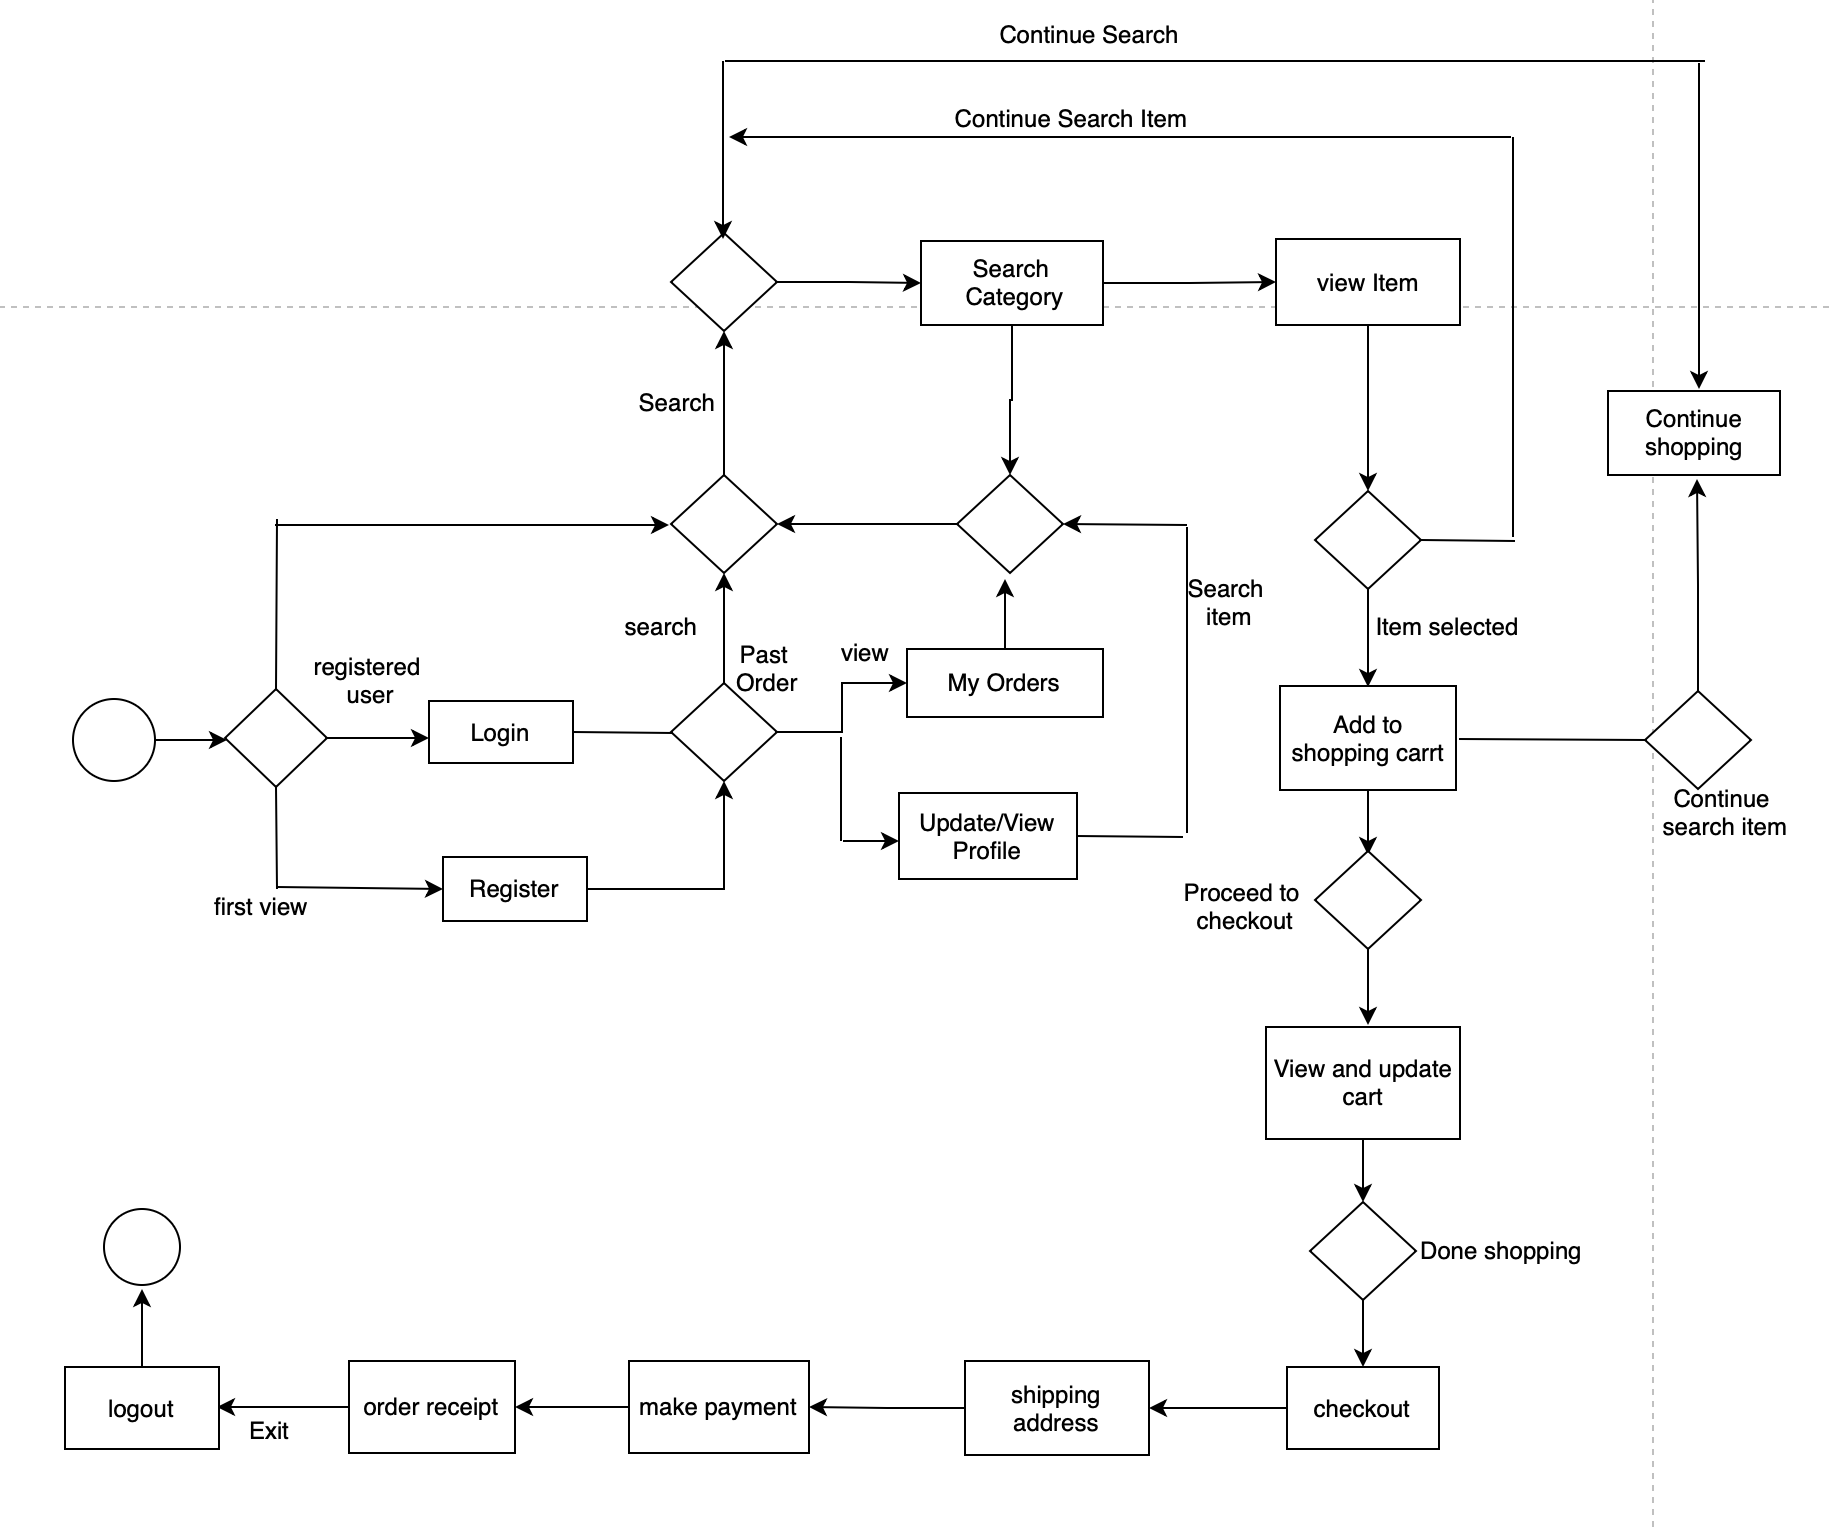 Continue Search
Continue Search Item
Search
Category
view Item
Search
Continue
shopping
Search
item
search
Item selected
registered
user
Past
Order
view
My Orders
Login
Add to
shopping carrt
Continue
search item
Update/View
Profile
Register
first view
Proceed to
checkout
View and update
cart
Done shopping
logout
Exit
order receipt
make payment
shipping
address
checkout